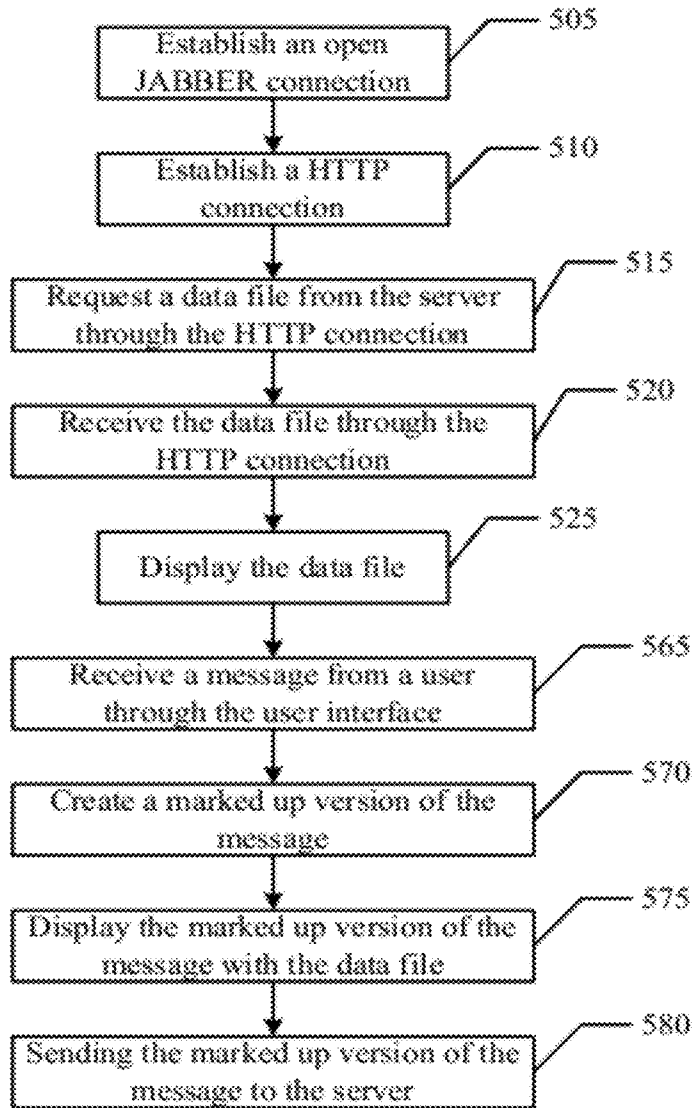 Establish an open
JABBER connection
505
Establish a HTTP
connection
510
Request a data file from the server
through the HTTP connection
515
Receive the data file through the
HTTP connection
520
Display the data file
525
Receive a message from a user
through the user interface
565
Create a marked up version of the
message
570
Display the marked up version of the
message with the data file
575
Sending the marked up version of the
message to the server
580